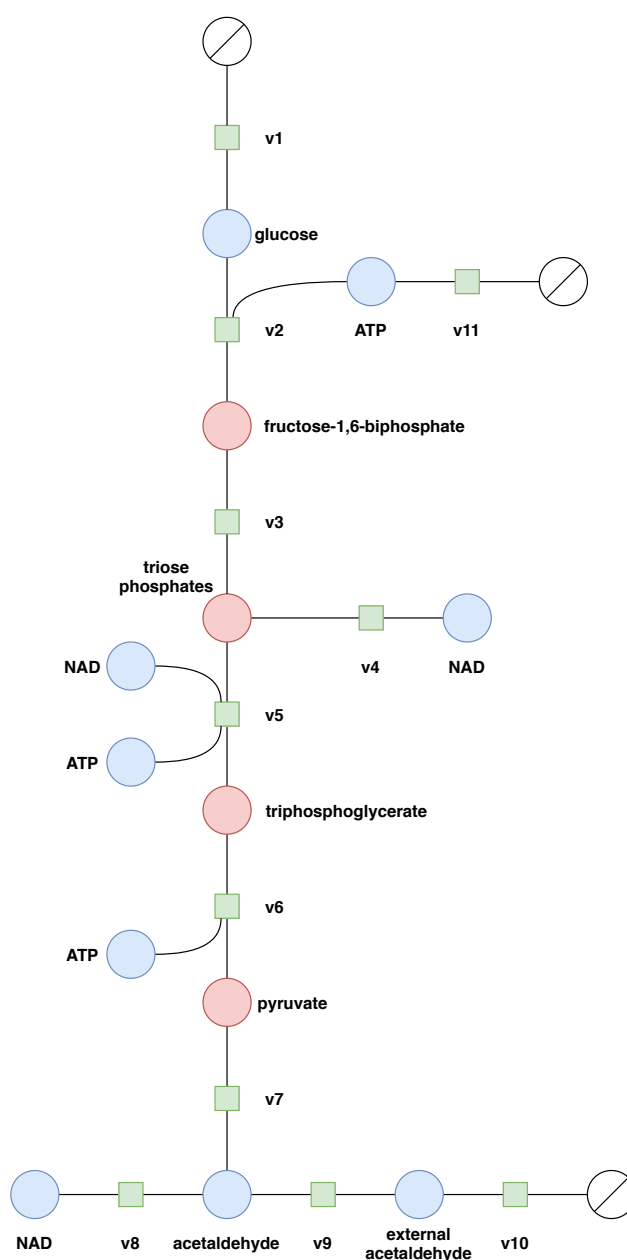 v1
glucose
v2
ATP
v11
fructose-1,6-biphosphate
v3
triose
phosphates
v4
NAD
NAD
v5
ATP
triphosphoglycerate
v6
ATP
pyruvate
v7
NAD
v8
acetaldehyde
v9
external
acetaldehyde
v10